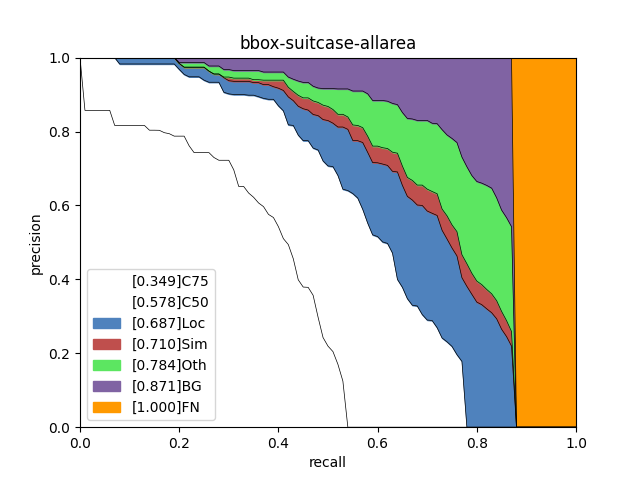 bbox-suitcase-allarea
1.0
0.8
0.6
0.4
0.2
0.0
precision
[0.349]C75
[0.578]C50
[0.687]Loc
[0.710]Sim
[0.784]Oth
[0.871]BG
[1.000]FN
0.0 0.2 0.4 0.6 0.8 1.0
recall